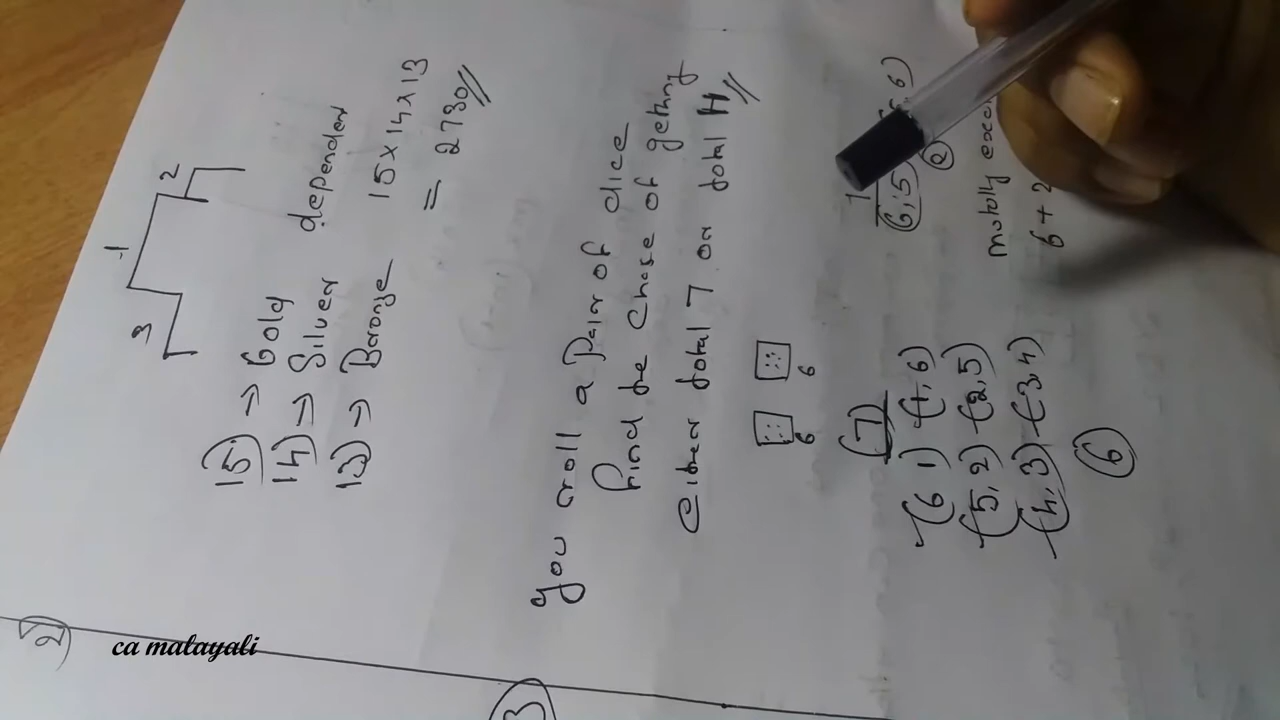 2)
3 1 2
15) → Gold
14) → Silver dependen
13) → Bronze 15×14×13
= 2730//
3
you roll a Pair of dice
find the chase of getting
either total 7 or total 11//
6 6
(7)
(6 1) (1,6)
(5,2) (2,5)
(4,3) (3,4)
6
(6,5) 6)
2
6+2
ca malayali